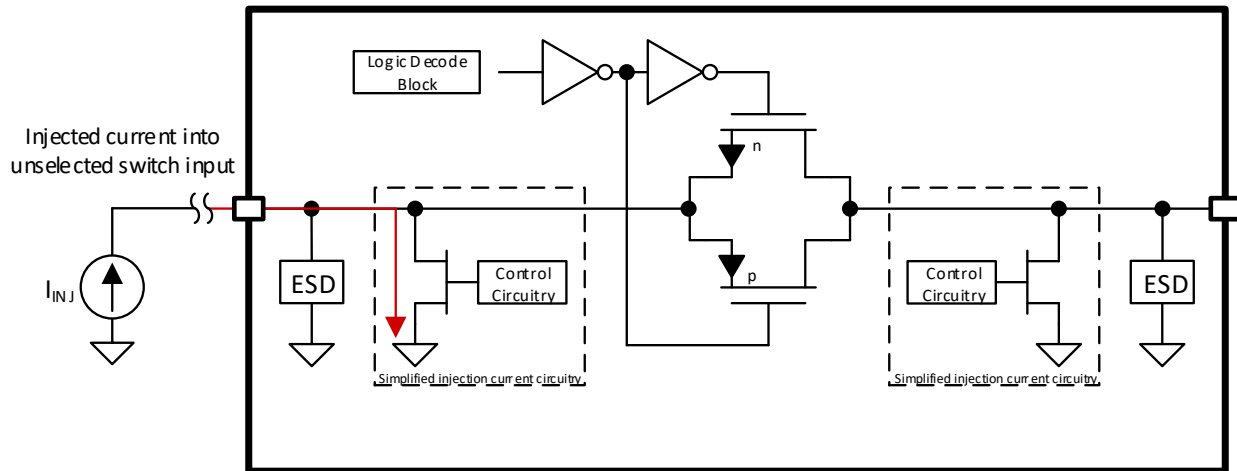 Logic Decode
Block
Injected current into
unselected switch input
n
p
ESD
Control
Circuitry
Control
Circuitry
ESD
IINJ
Simplified injection current circuitry
Simplified injection current circuitry